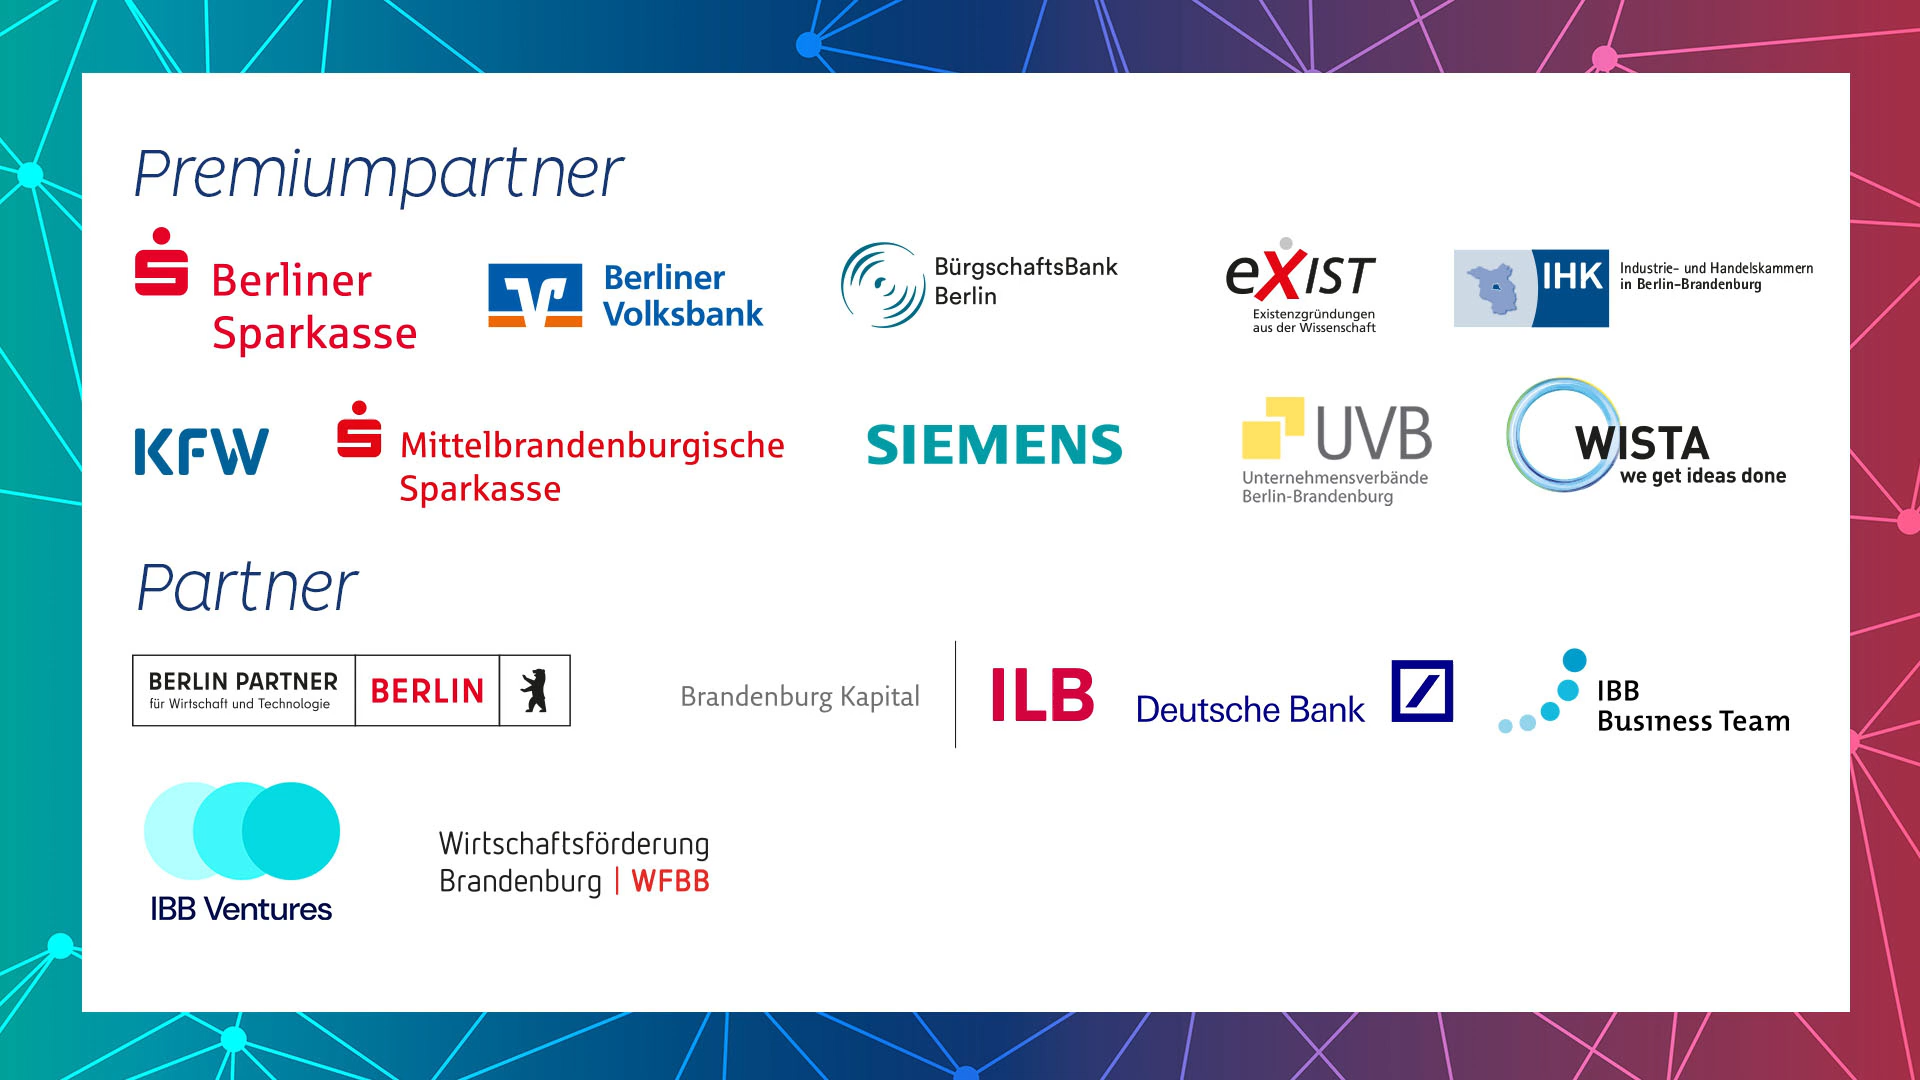 Premiumpartner
Berliner
Sparkasse
Berliner
Volksbank
BürgschaftsBank
Berlin
eXIST
Existenzgründungen
aus der Wissenschaft
IHK
Industrie- und Handelskammern
in Berlin-Brandenburg
KFW
Mittelbrandenburgische
Sparkasse
SIEMENS
UVB
Unternehmensverbände
Berlin-Brandenburg
WISTA
we get ideas done
Partner
BERLIN PARTNER
für Wirtschaft und Technologie
BERLIN
Brandenburg Kapital
ILB
Deutsche Bank
IBB
Business Team
IBB Ventures
Wirtschaftsförderung
Brandenburg | WFBB